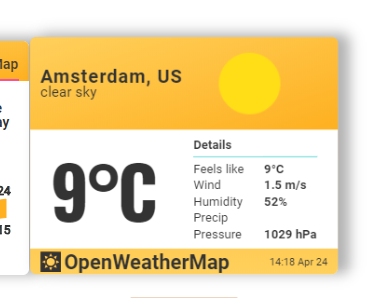 Map
Amsterdam, US
clear sky
Details
9°C
Feels like 9°C
Wind 1.5 m/s
Humidity 52%
Precip
Pressure 1029 hPa
24
15
OpenWeatherMap
14:18 Apr 24